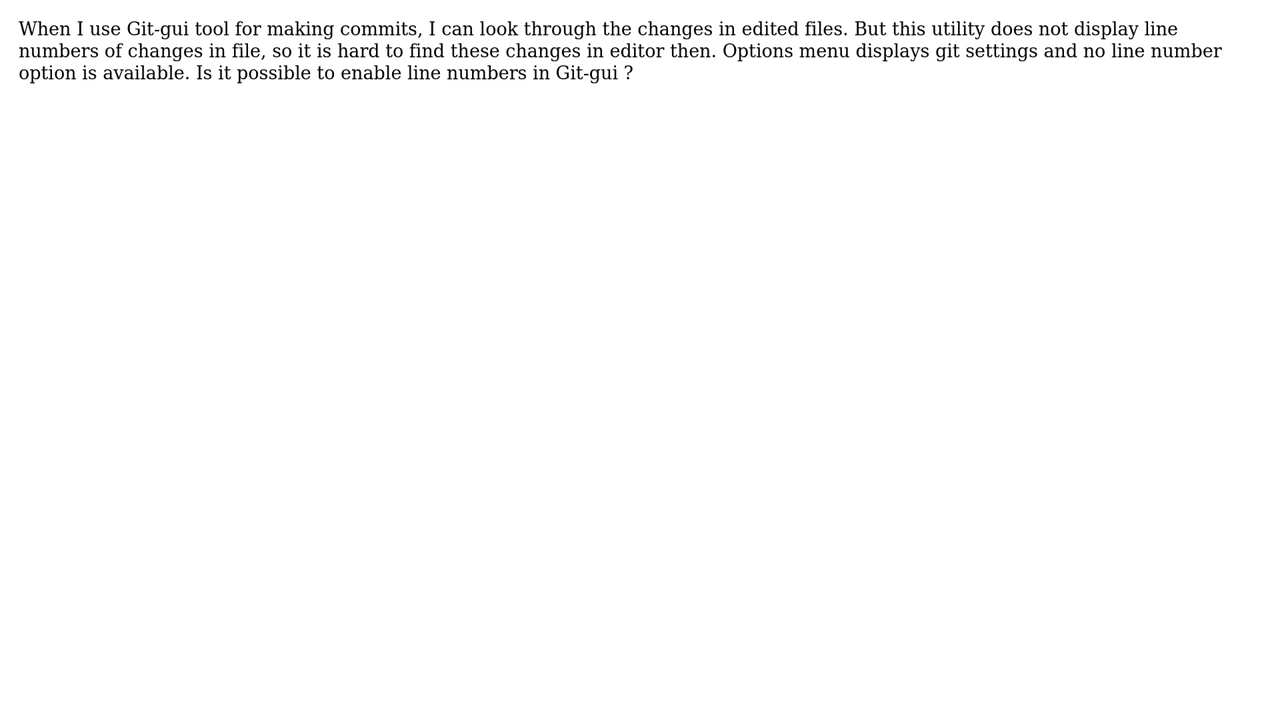 When I use Git-gui tool for making commits, I can look through the changes in edited files. But this utility does not display line
numbers of changes in file, so it is hard to find these changes in editor then. Options menu displays git settings and no line number
option is available. Is it possible to enable line numbers in Git-gui ?